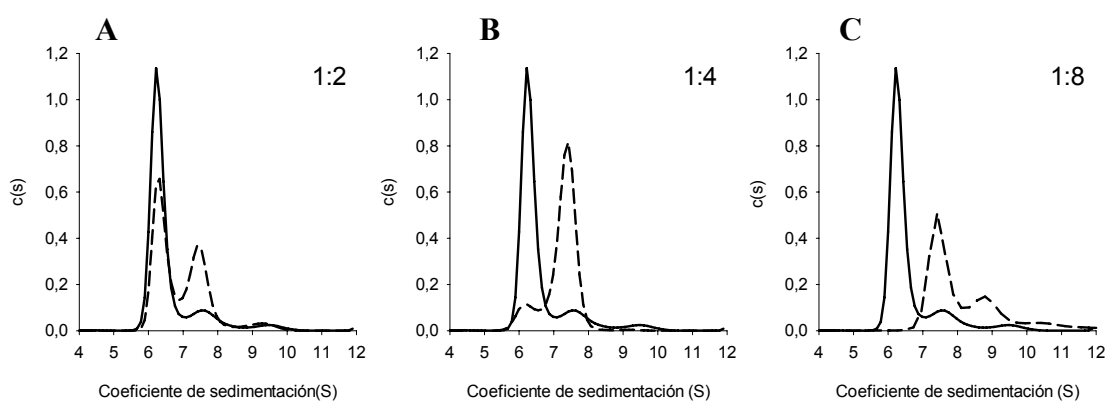 A
1:2
c(s)
1,2
1,0
0,8
0,6
0,4
0,2
0,0
4 5 6 7 8 9 10 11 12
Coeficiente de sedimentación(S)
B
1:4
c(s)
1,2
1,0
0,8
0,6
0,4
0,2
0,0
4 5 6 7 8 9 10 11 12
Coeficiente de sedimentación (S)
C
1:8
c(s)
1,2
1,0
0,8
0,6
0,4
0,2
0,0
4 5 6 7 8 9 10 11 12
Coeficiente de sedimentación (S)